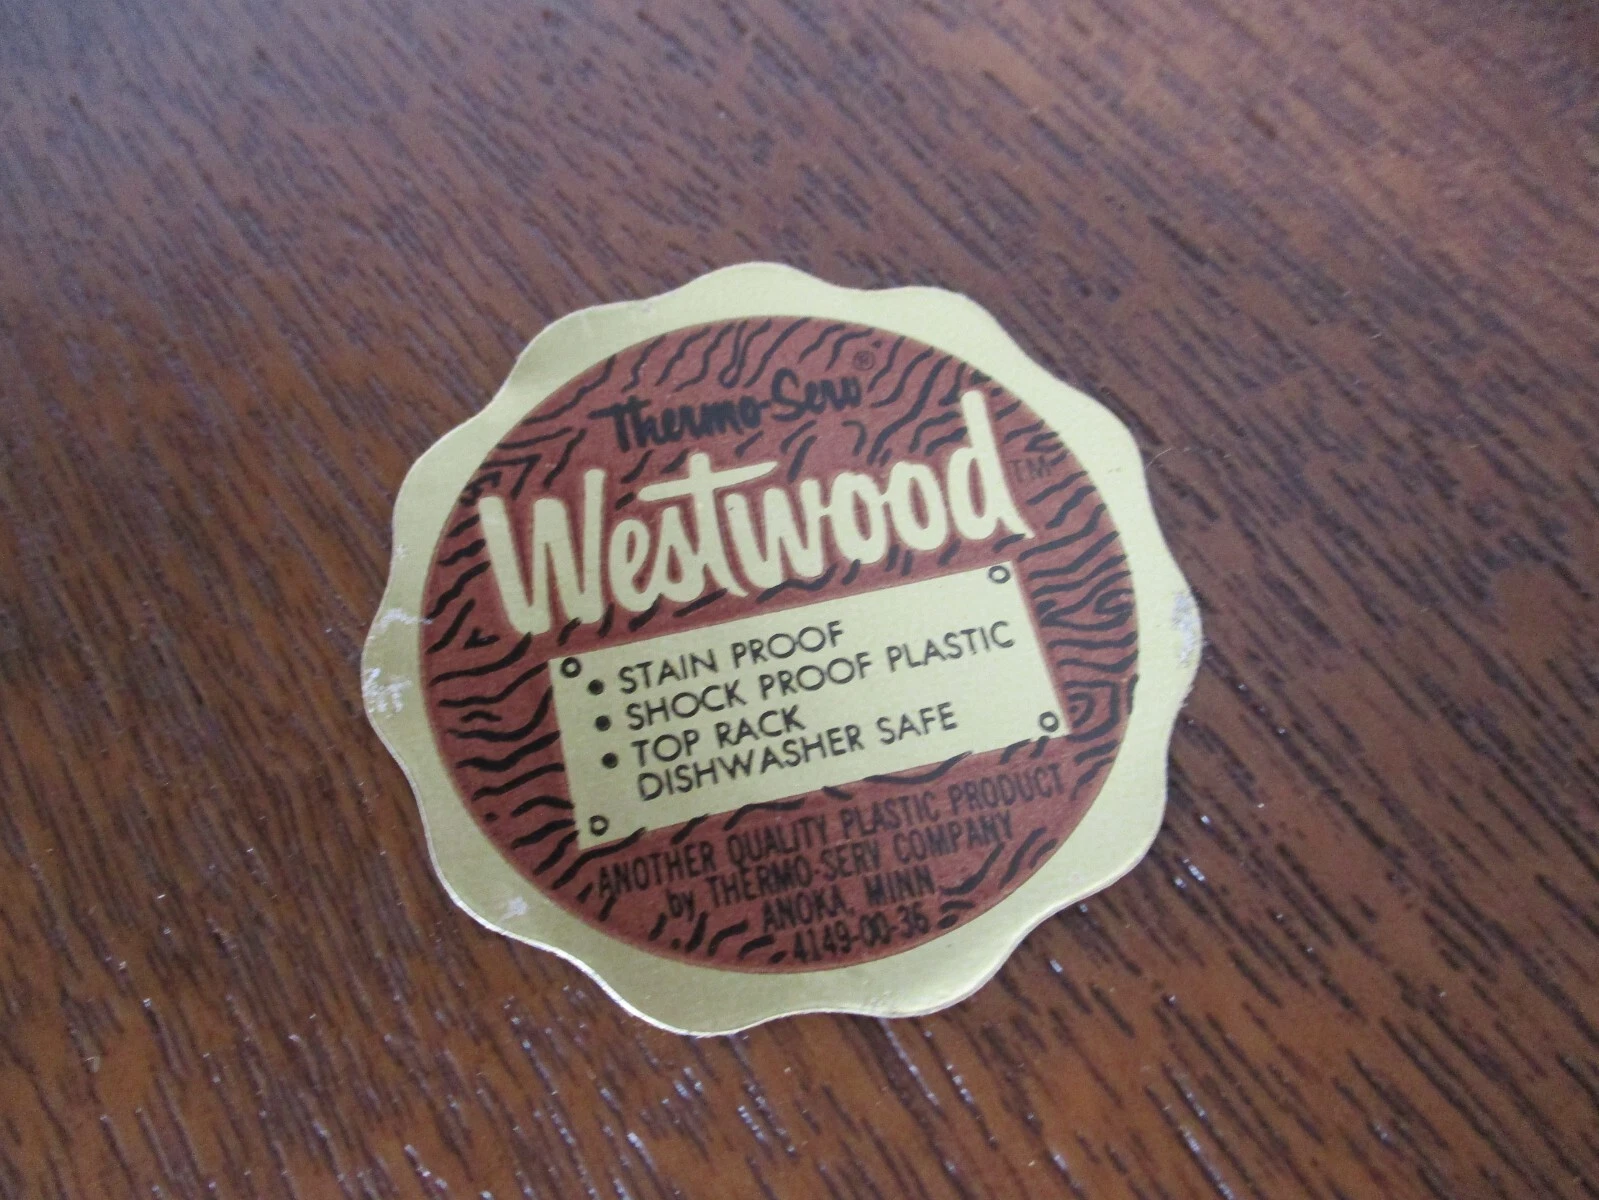 Thermo-Serv®
Westwood™
• STAIN PROOF
• SHOCK PROOF PLASTIC
• TOP RACK
DISHWASHER SAFE
ANOTHER QUALITY PLASTIC PRODUCT
by THERMO-SERV COMPANY
ANOKA, MINN.
4149-00-36